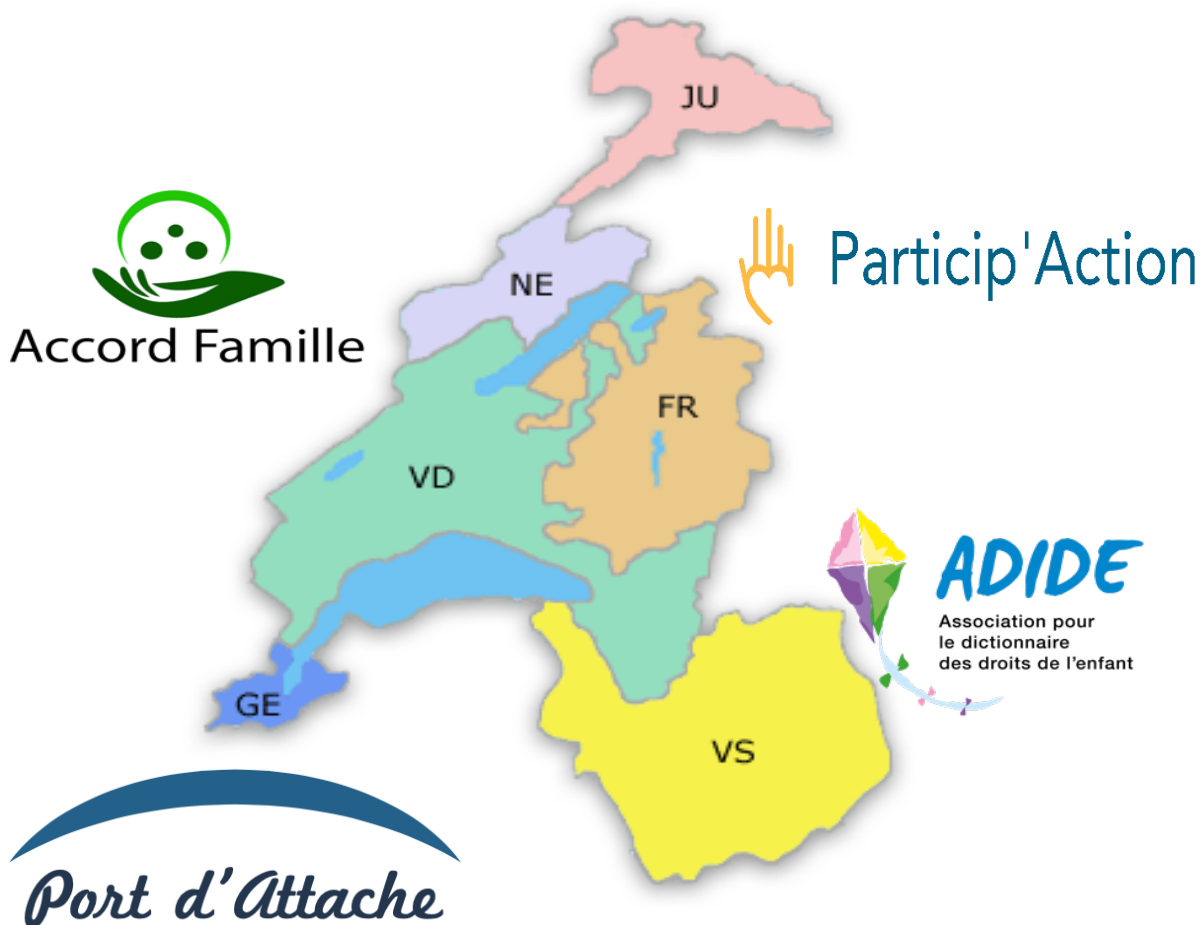 JU
Particip'Action
NE
Accord Famille
FR
VD
ADIDE
Association pour
le dictionnaire
des droits de l'enfant
GE
VS
Port d'Attache